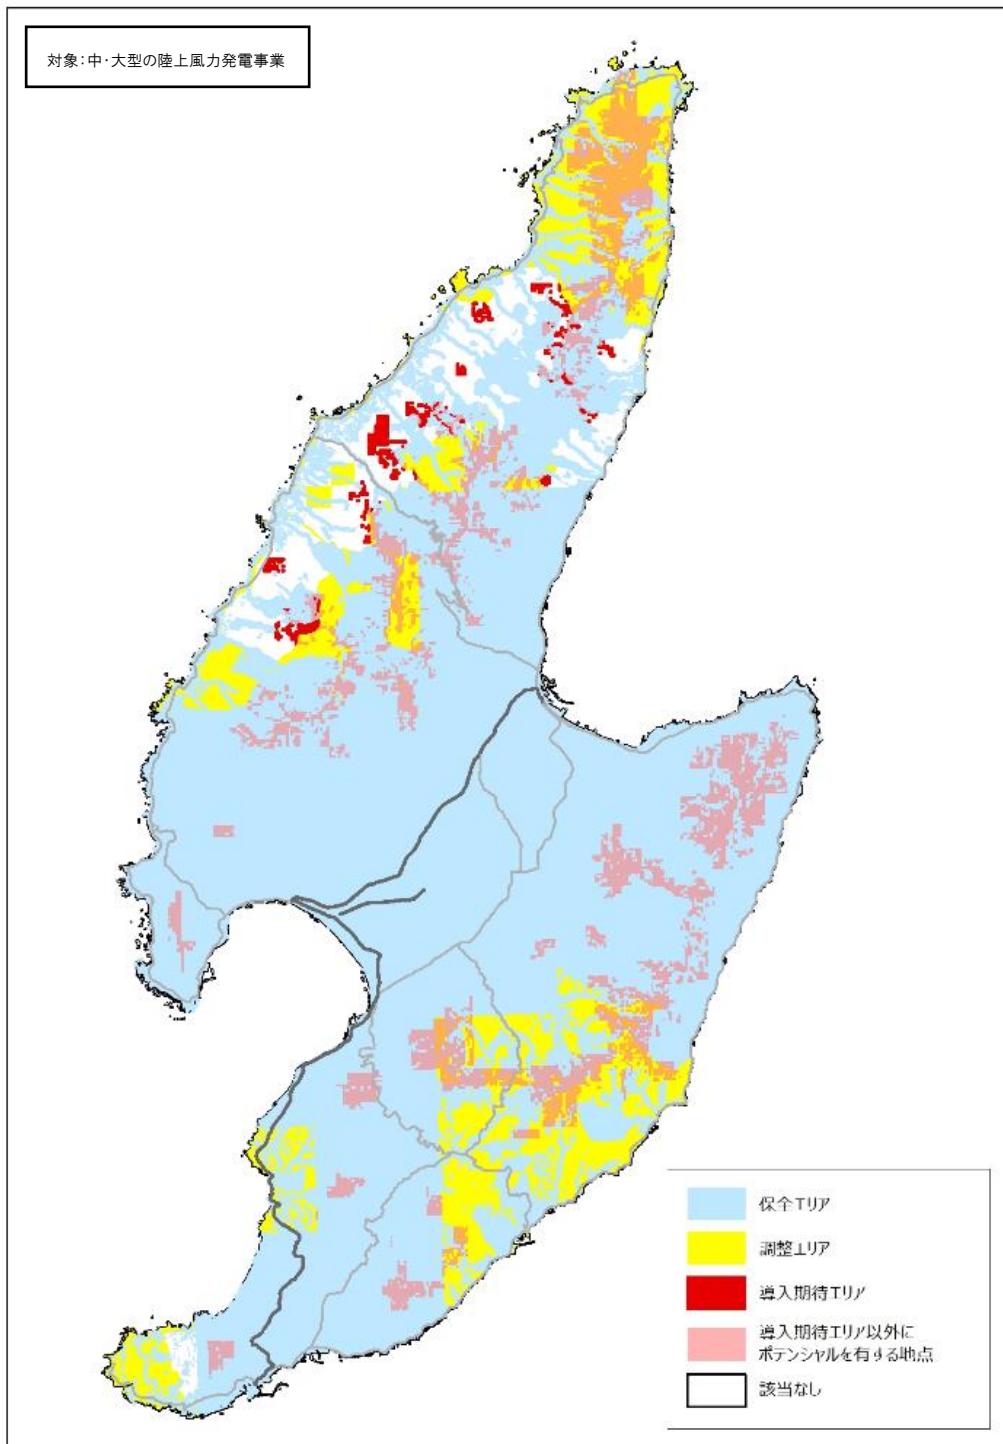 対象：中・大型の陸上風力発電事業
保全エリア
調整エリア
導入期待エリア
導入期待エリア以外に
ポテンシャルを有する地点
該当なし